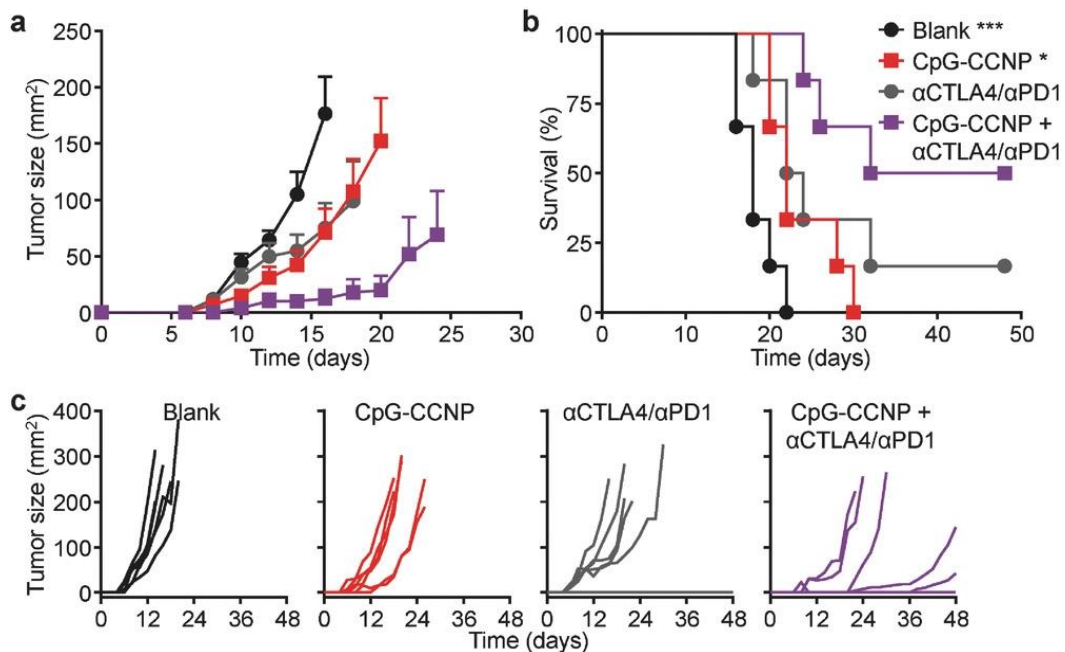 a
250
200
150
100
50
0
Tumor size (mm²)
0 5 10 15 20 25 30
Time (days)
b
100
75
50
25
0
Survival (%)
0 10 20 30 40 50
Time (days)
Blank ***
CpG-CCNP *
αCTLA4/αPD1
CpG-CCNP +
αCTLA4/αPD1
c
400
300
200
100
0
Tumor size (mm²)
Blank
CpG-CCNP
αCTLA4/αPD1
CpG-CCNP +
αCTLA4/αPD1
0 12 24 36 48 0 12 24 36 48 0 12 24 36 48 0 12 24 36 48
Time (days)